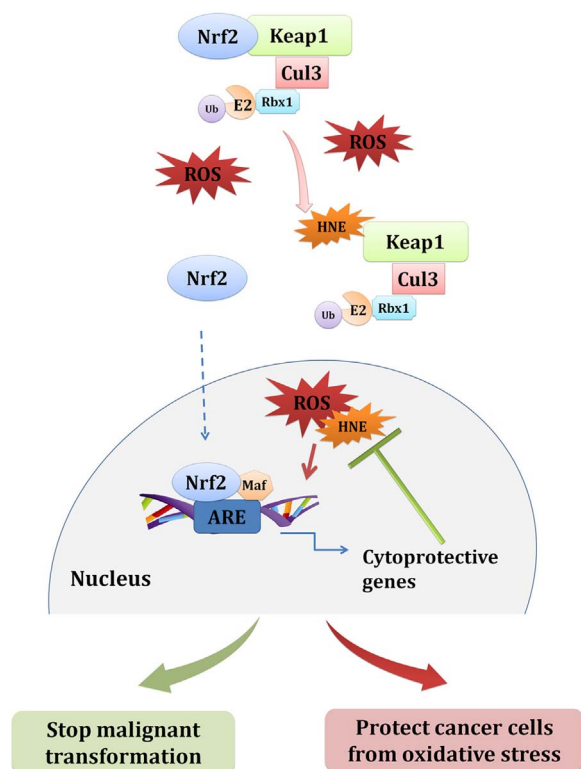 Nrf2
Keap1
Cul3
Ub
E2
Rbx1
ROS
ROS
HNE
Keap1
Nrf2
Cul3
Ub
E2
Rbx1
ROS
HNE
Nrf2
Maf
ARE
Nucleus
Cytoprotective
genes
Stop malignant
transformation
Protect cancer cells
from oxidative stress